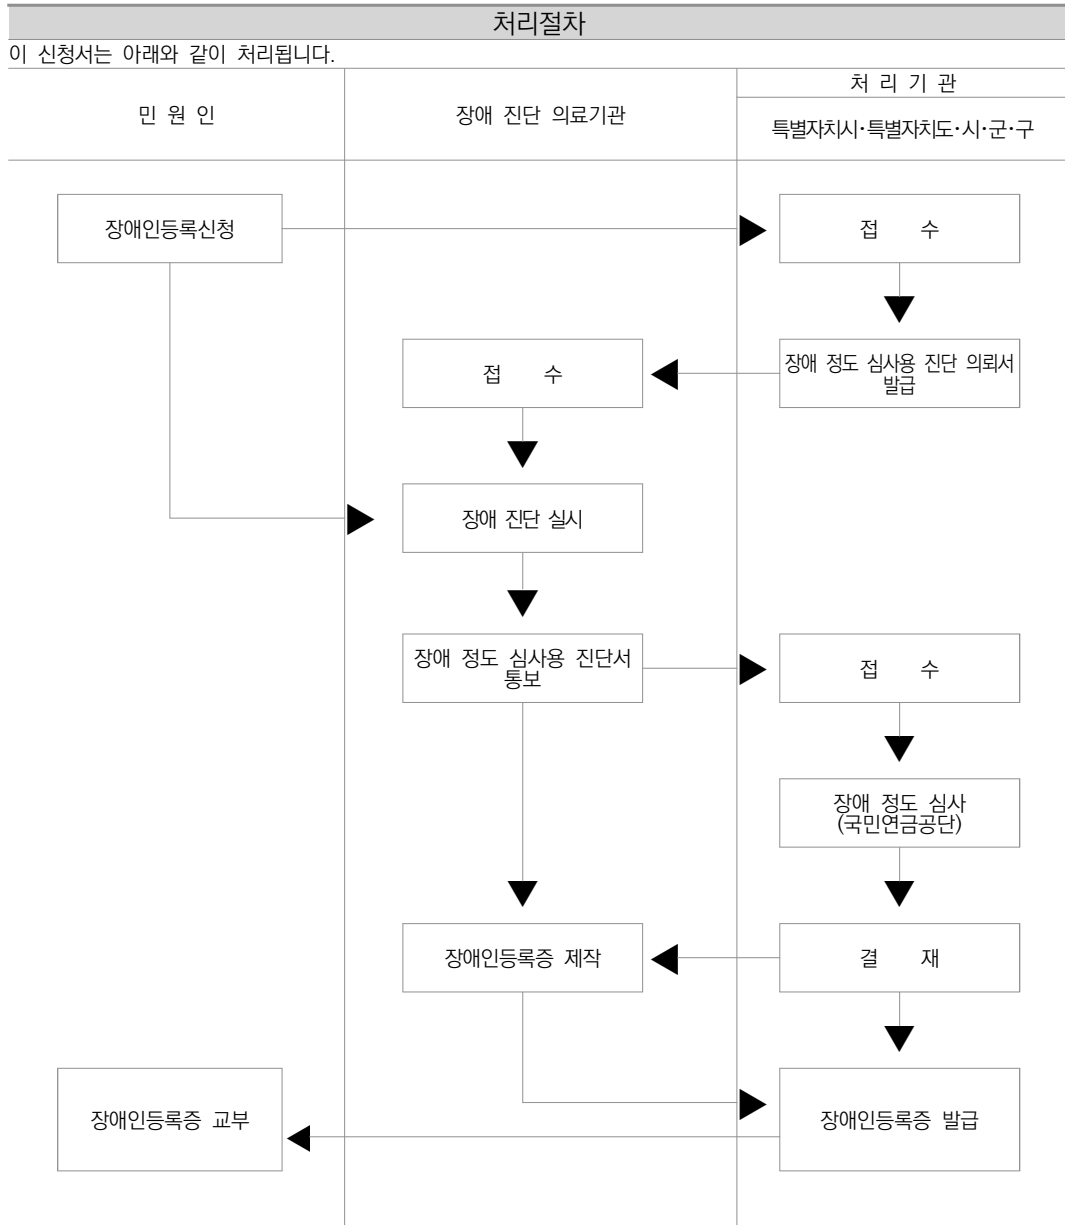 처리절차
이 신청서는 아래와 같이 처리됩니다.
민 원 인
장애 진단 의료기관
처 리 기 관
특별자치시·특별자치도·시·군·구
장애인등록신청
접 수
장애 정도 심사용 진단 의뢰서
발급
접 수
장애 진단 실시
장애 정도 심사용 진단서
통보
접 수
장애 정도 심사
(국민연금공단)
결 재
장애인등록증 제작
장애인등록증 발급
장애인등록증 교부